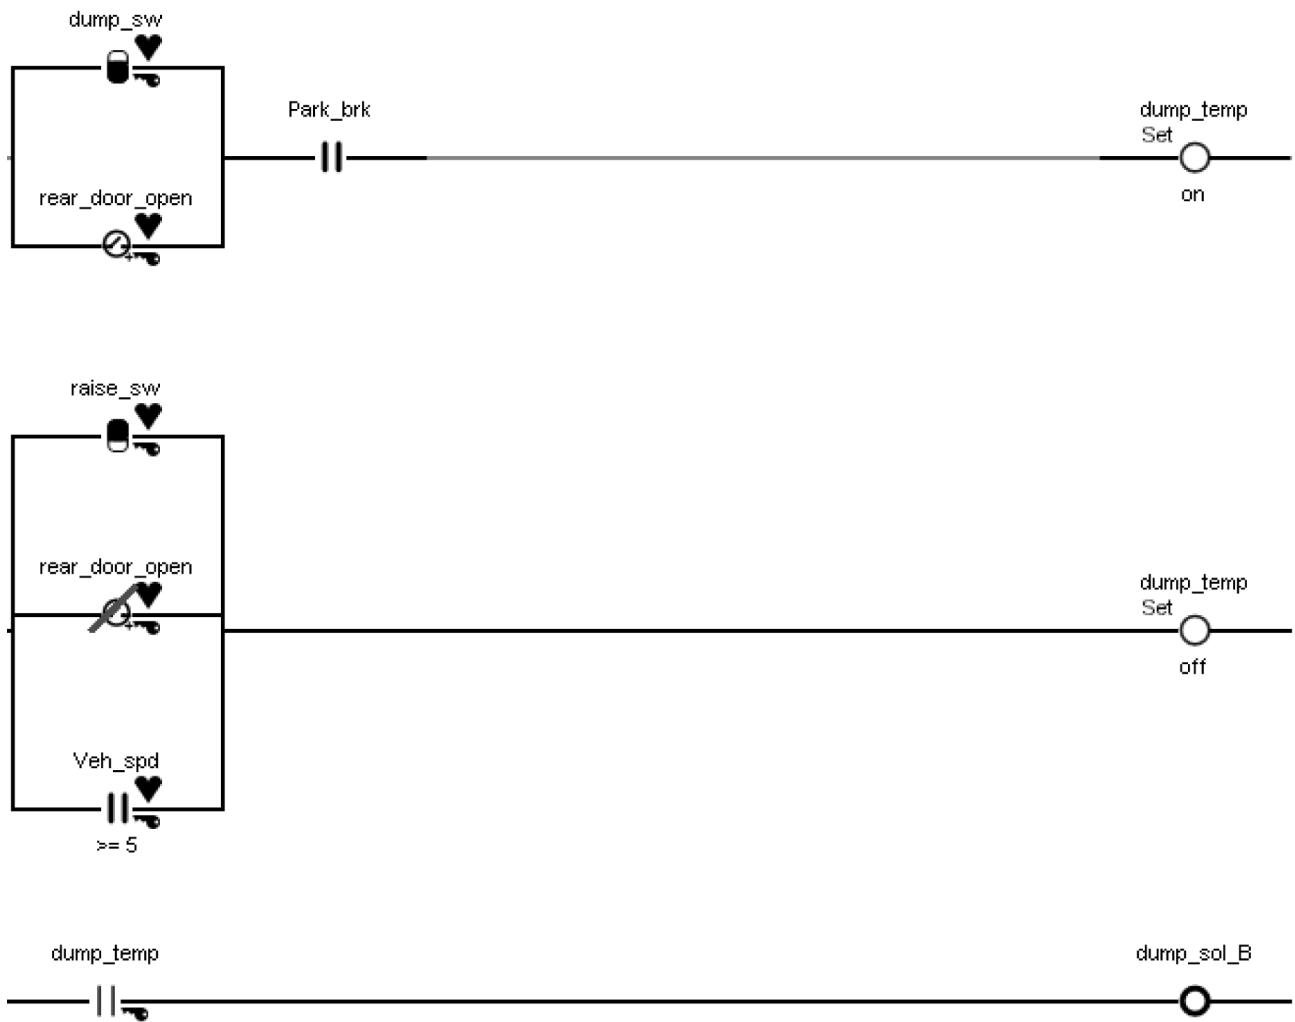 dump_sw
Park_brk
dump_temp
Set
rear_door_open
on
raise_sw
rear_door_open
dump_temp
Set
off
Veh_spd
>= 5
dump_temp
dump_sol_B